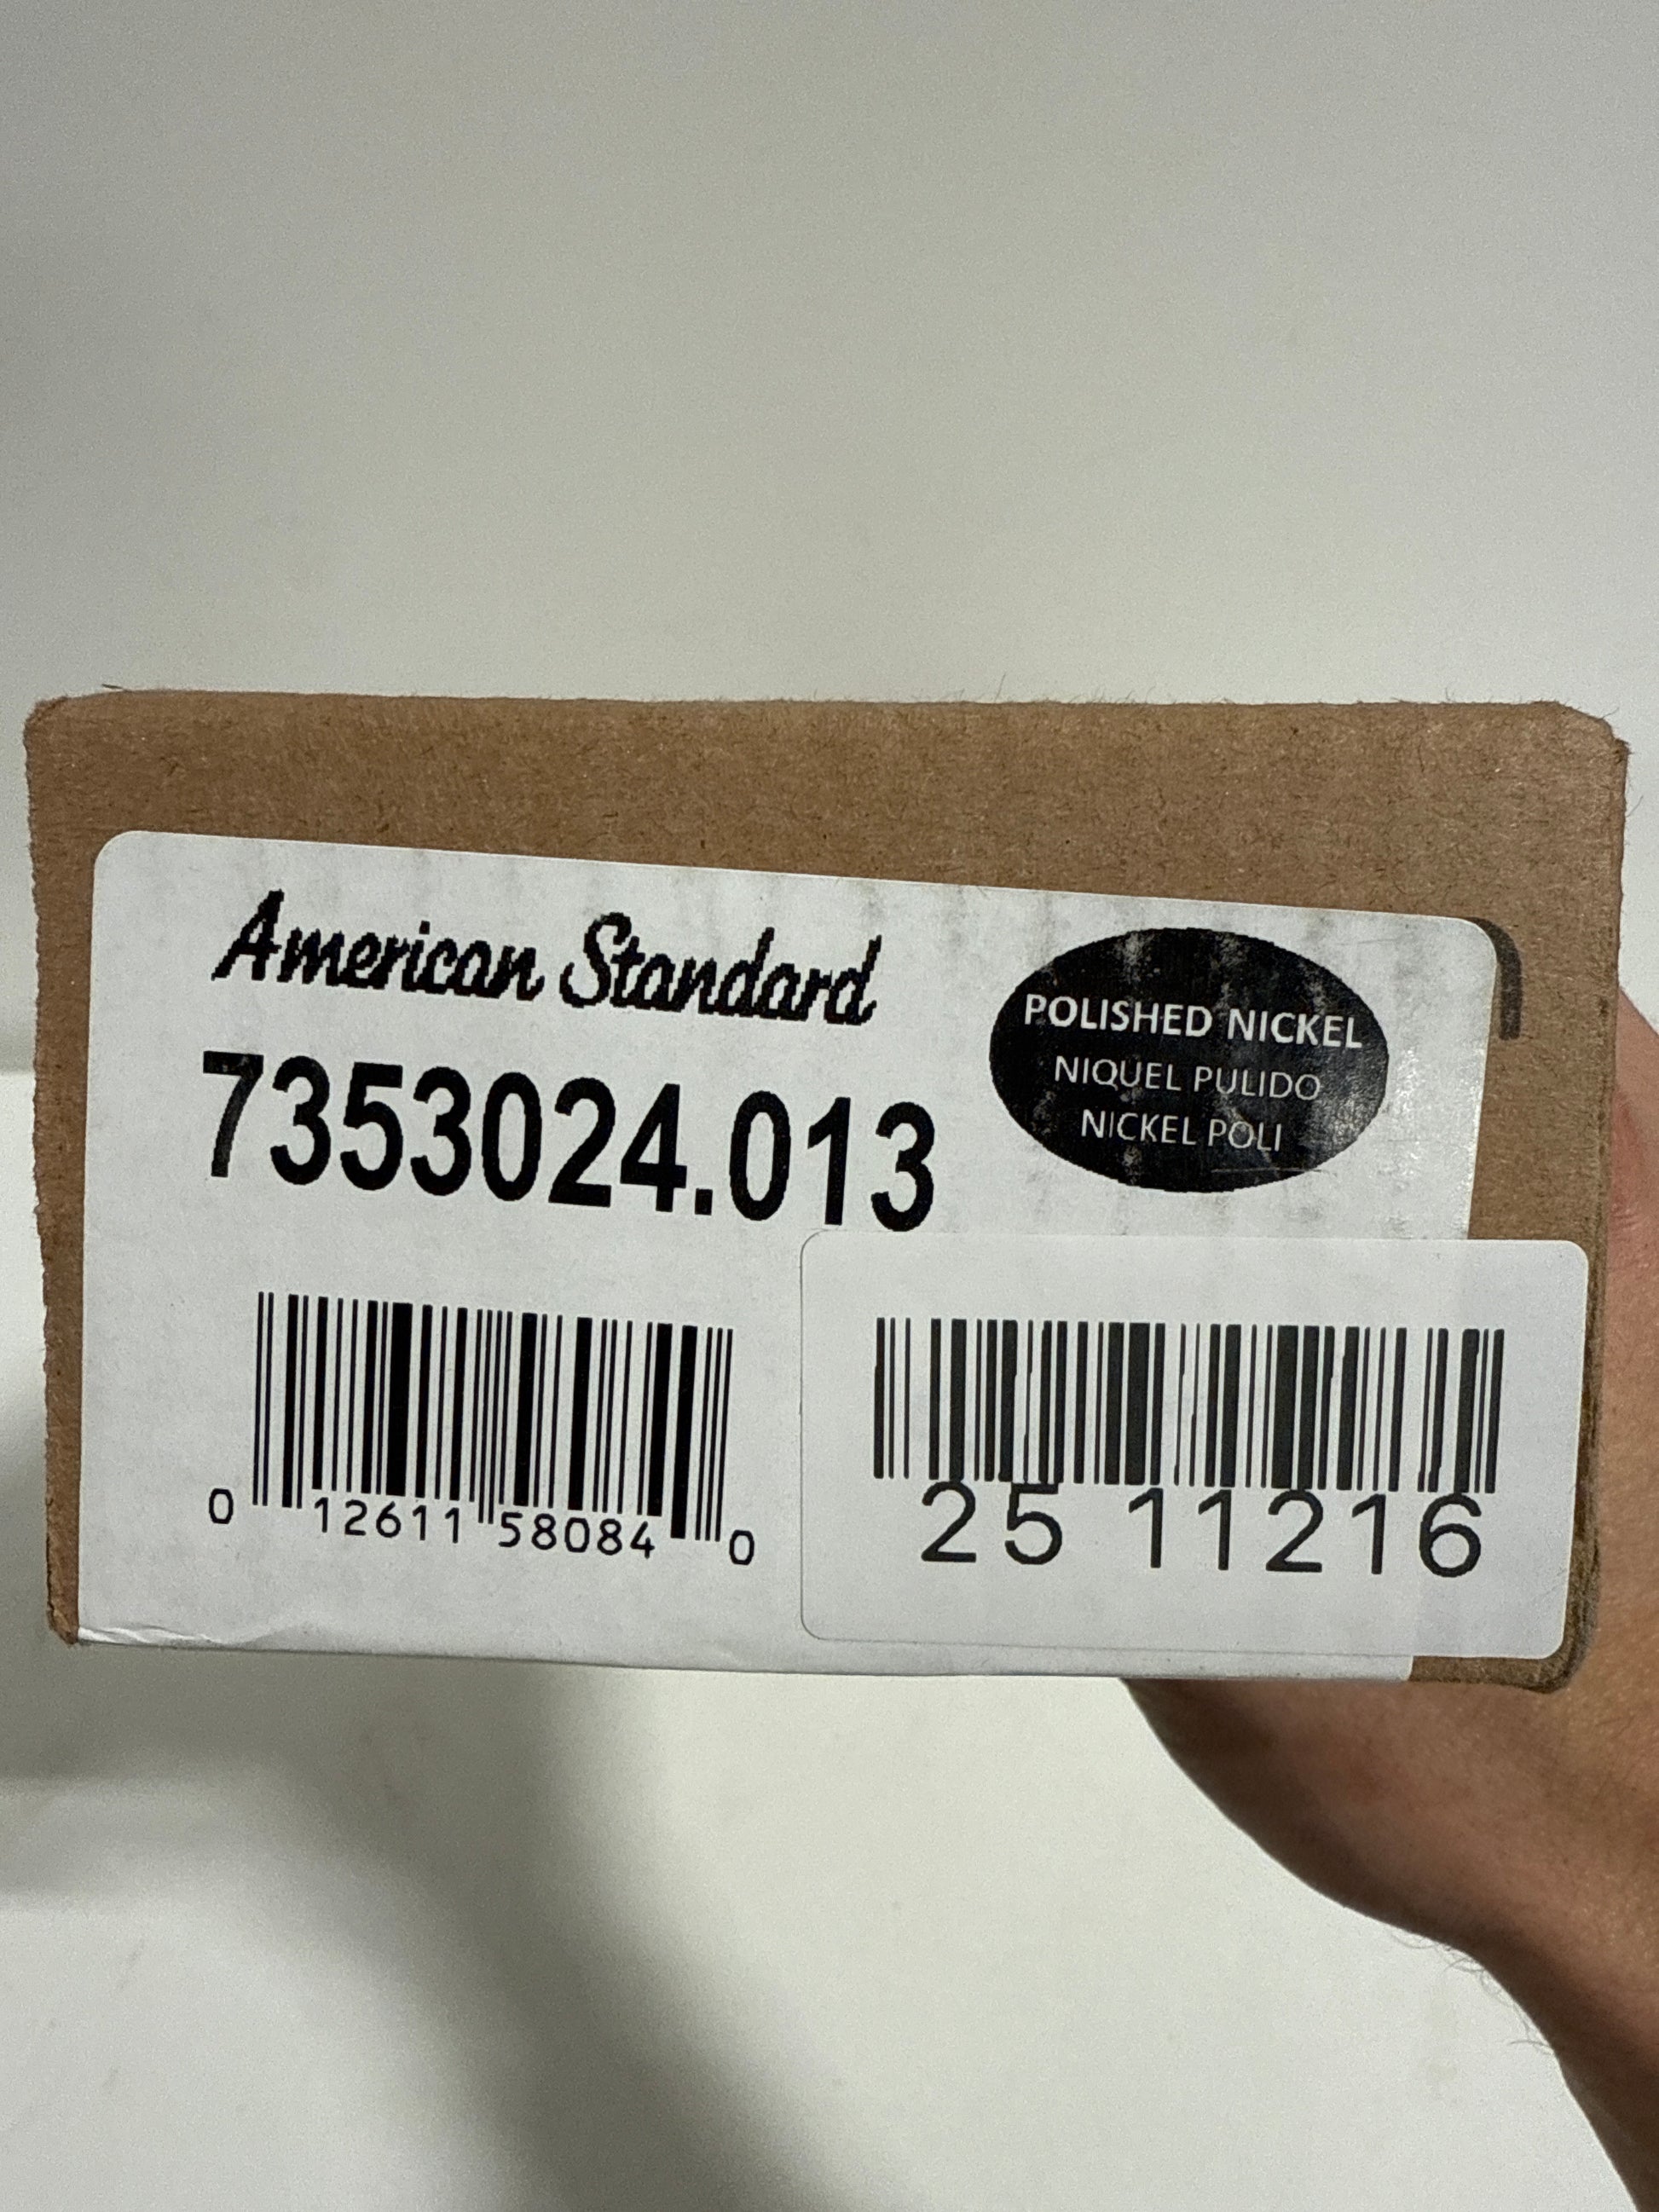 American Standard
7353024.013
POLISHED NICKEL
NIQUEL PULIDO
NICKEL POLI
0 12611 58084 0
25 11216